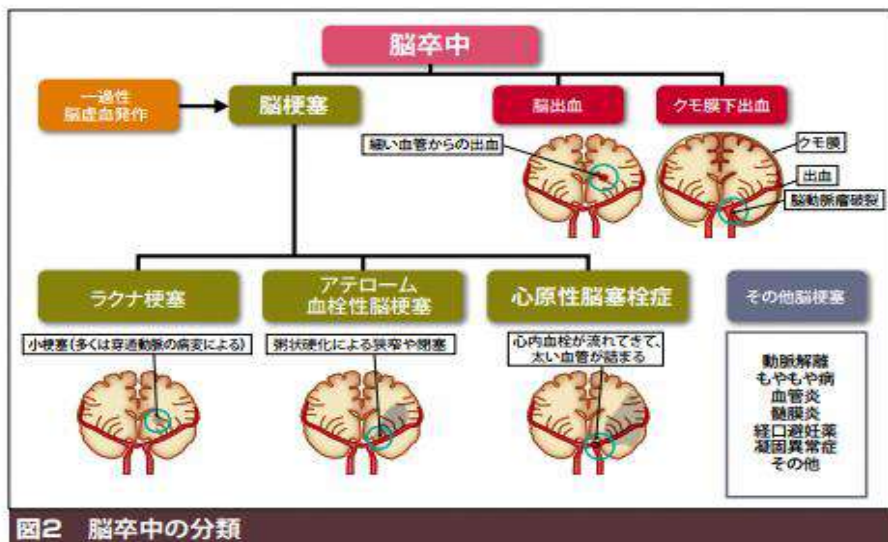 脳卒中
一過性
脳虚血発作
脳梗塞
脳出血
クモ膜下出血
細い血管からの出血
クモ膜
出血
脳動脈瘤破裂
ラクナ梗塞
アテローム
血栓性脳梗塞
心原性脳塞栓症
その他脳梗塞
小梗塞(多くは穿通動脈の病変による)
粥状硬化による狭窄や閉塞
心内血栓が流れてきて、
太い血管が詰まる
動脈解離
もやもや病
血管炎
髄膜炎
経口避妊薬
凝固異常症
その他
図2 脳卒中の分類